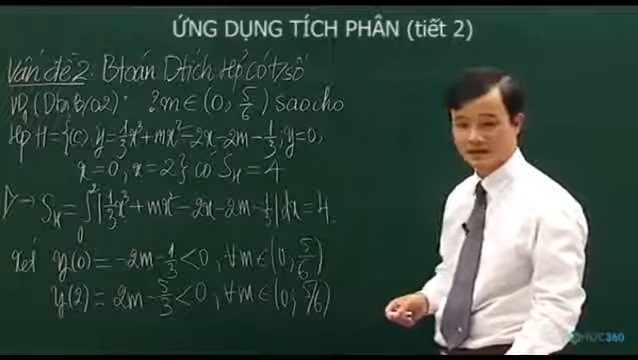 ỨNG DỤNG TÍCH PHÂN (tiết 2)
Vấn đề 2: Btoán Dtích Hp có t/số
VD1 (Dbị B/02): ? m ∈ (0; 5/6) sao cho
Hp H = {(C): y = 1/3x³ + mx² - 2x - 2m - 1/3; y = 0,
x = 0, x = 2} có S_H = 4
S_H = ∫₀² |1/3x³ + mx² - 2x - 2m - 1/3| dx = 4
Xét y(0) = -2m - 1/3 < 0, ∀m ∈ (0; 5/6)
y(2) = 2m - 5/3 < 0, ∀m ∈ (0; 5/6)
HỌC360